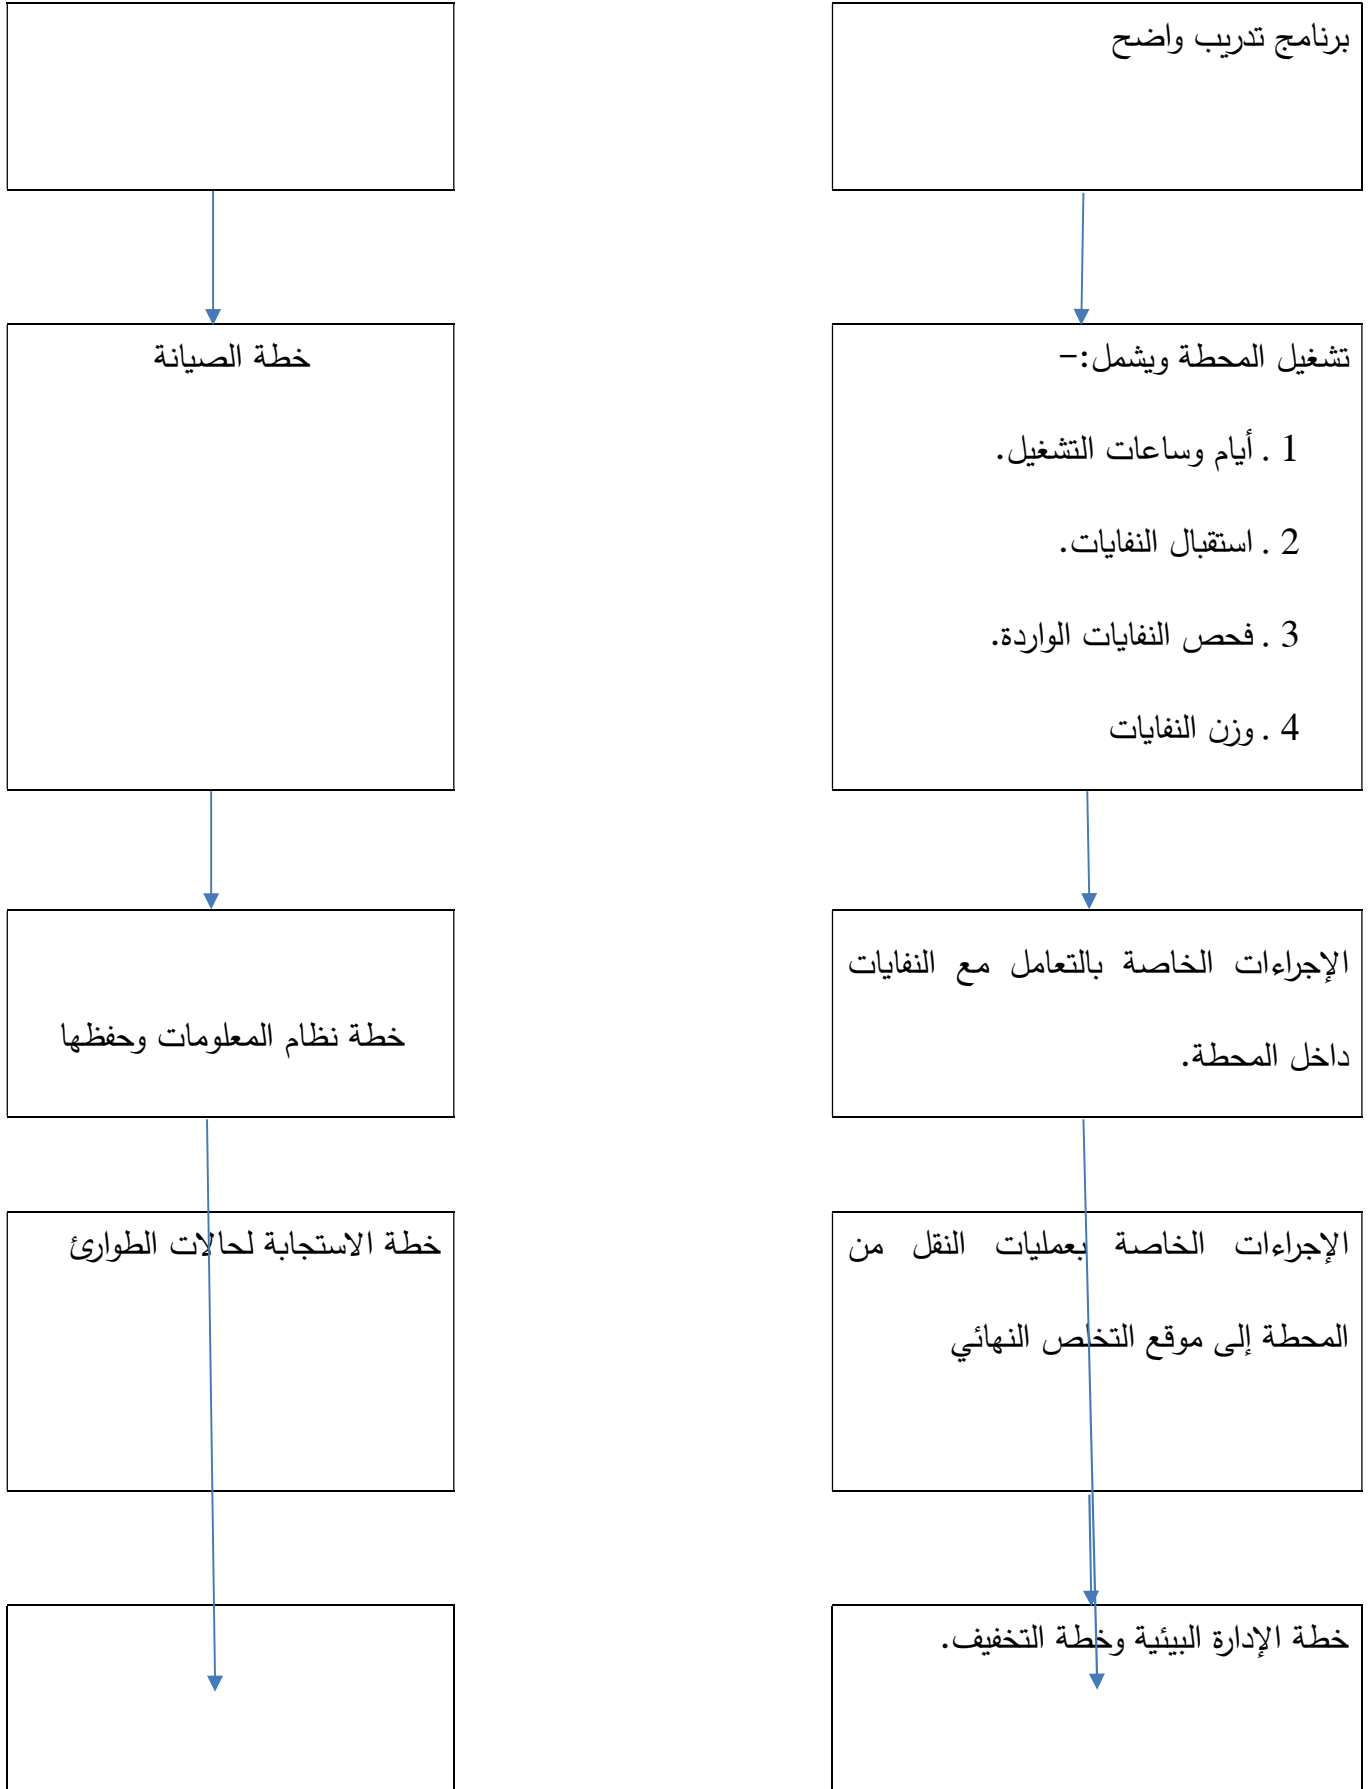 برنامج تدريب واضح
تشغيل المحطة ويشمل:-
1 . أيام وساعات التشغيل.
2 . استقبال النفايات.
3 . فحص النفايات الواردة.
4 . وزن النفايات
الإجراءات الخاصة بالتعامل مع النفايات
داخل المحطة.
الإجراءات الخاصة بعمليات النقل من
المحطة إلى موقع التخلص النهائي
خطة الإدارة البيئية وخطة التخفيف.
خطة الصيانة
خطة نظام المعلومات وحفظها
خطة الاستجابة لحالات الطوارئ